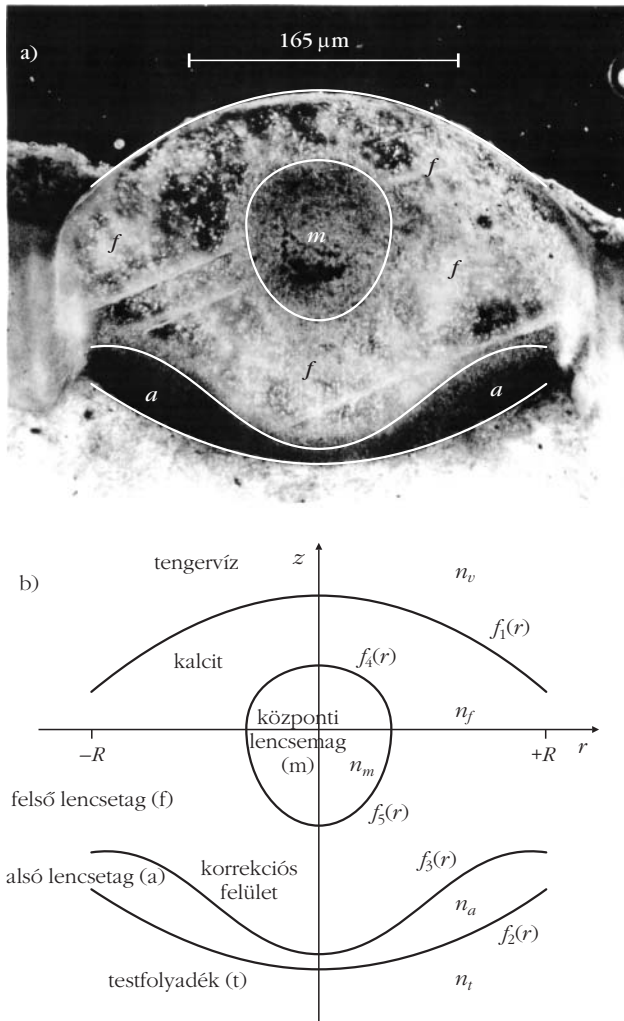 a)
165 µm
f
f
m
f
f
a
a
b)
tengervíz
z
n_v
f_1(r)
kalcit
f_4(r)
központi
lencsemag
(m)
n_f
n_m
–R
+R
r
felső lencsetag (f)
f_5(r)
alsó lencsetag (a)
korrekciós
felület
f_3(r)
n_a
f_2(r)
testfolyadék (t)
n_t